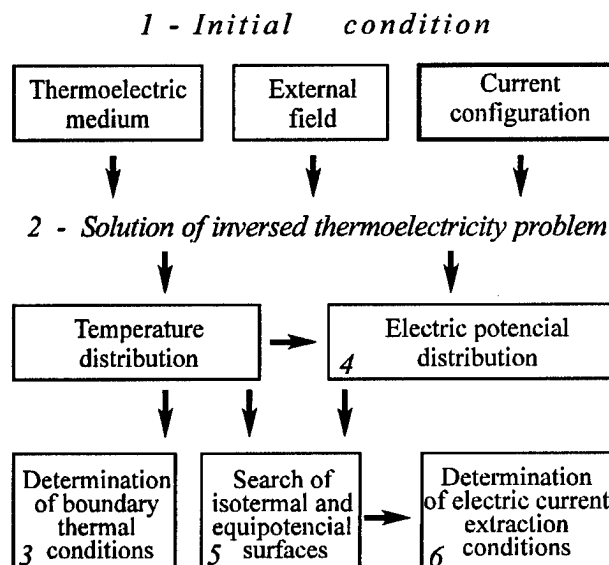 1 - Initial condition
Thermoelectric
medium
External
field
Current
configuration
2 - Solution of inversed thermoelectricity problem
Temperature
distribution
Electric potencial
distribution
4
Determination
of boundary
thermal
conditions
3
Search of
isotermal and
equipotencial
surfaces
5
Determination
of electric current
extraction
conditions
6